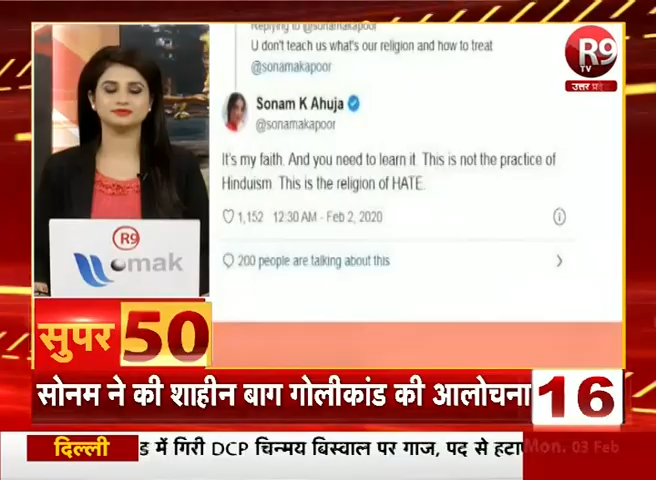 Replying to @sonamakapoor
U don't teach us what's our religion and how to treat
@sonamakapoor
Sonam K Ahuja
@sonamakapoor
It's my faith. And you need to learn it. This is not the practice of
Hinduism. This is the religion of HATE.
1,152 12:30 AM - Feb 2, 2020
200 people are talking about this
R9
TV
उत्तर प्रदेश
R9
omak
सुपर 50
सोनम ने की शाहीन बाग गोलीकांड की आलोचना 16
दिल्ली में गिरी DCP चिन्मय बिस्वाल पर गाज, पद से हटा
Mon. 03 Feb